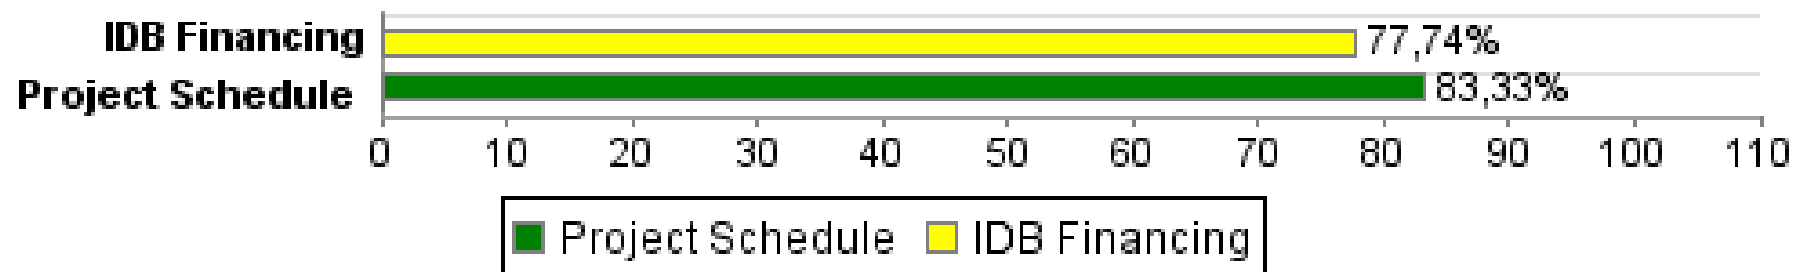 IDB Financing 77,74%
Project Schedule 83,33%
0 10 20 30 40 50 60 70 80 90 100 110
Project Schedule IDB Financing